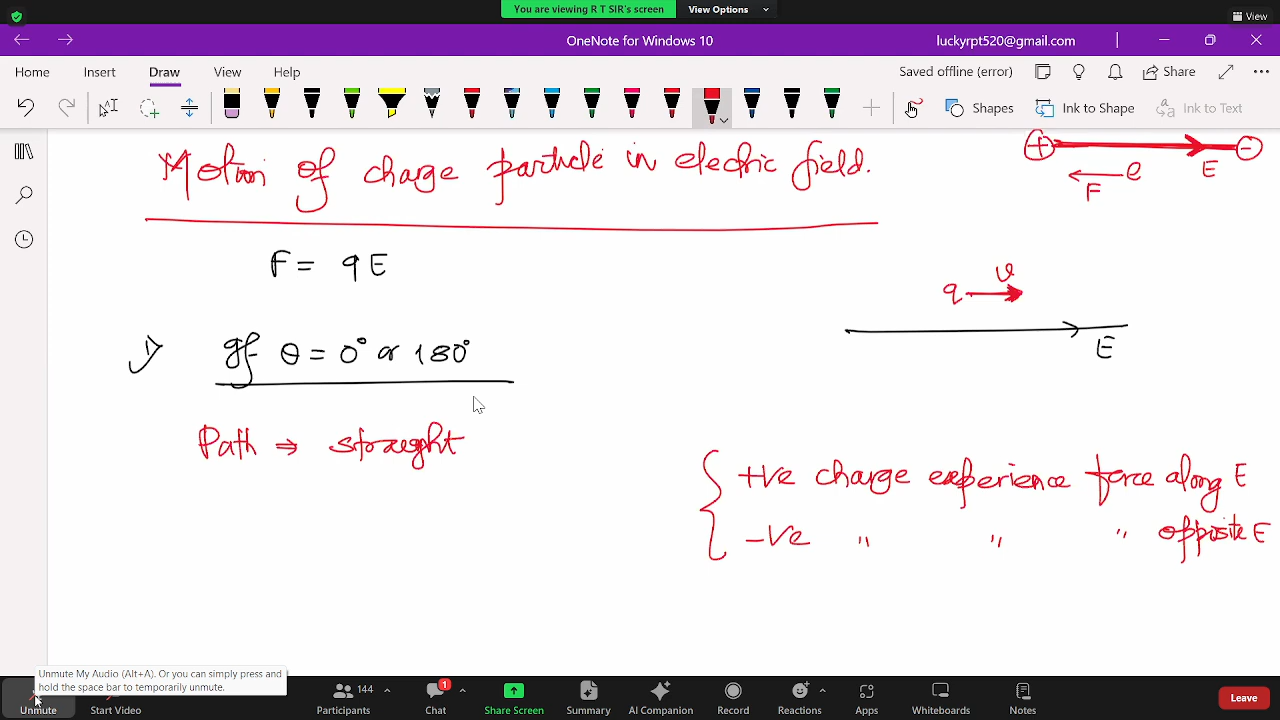 You are viewing R T SIR's screen
View Options
View
OneNote for Windows 10
luckyrpt520@gmail.com
Home Insert Draw View Help
Saved offline (error)
Share
Shapes
Ink to Shape
Ink to Text
Motion of charge particle in electric field.
+ -
e E
F
F = qE
q v
E
1) If θ = 0° or 180°
Path ⇒ straight
+ve charge experience force along E
-ve " " " opposite E
Unmute My Audio (Alt+A). Or you can simply press and
hold the space bar to temporarily unmute.
144
1
Unmute
Start Video
Participants
Chat
Share Screen
Summary
AI Companion
Record
Reactions
Apps
Whiteboards
Notes
Leave